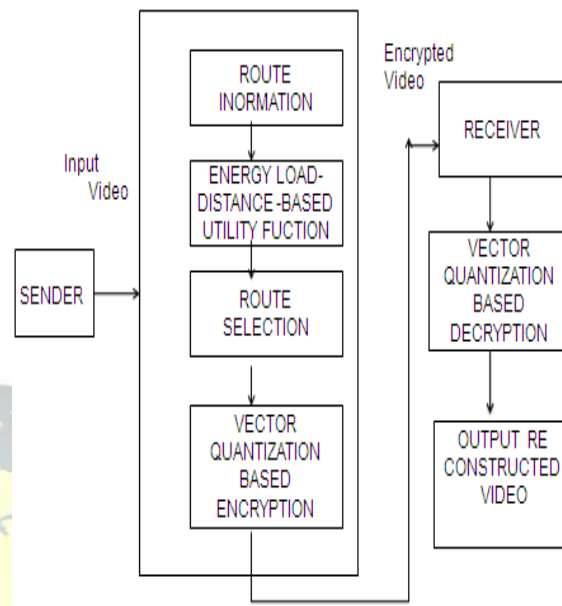 Input
Video
SENDER
ROUTE
INORMATION
ENERGY LOAD-
DISTANCE -BASED
UTILITY FUCTION
ROUTE
SELECTION
VECTOR
QUANTIZATION
BASED
ENCRYPTION
Encrypted
Video
RECEIVER
VECTOR
QUANTIZATION
BASED
DECRYPTION
OUTPUT RE
CONSTRUCTED
VIDEO